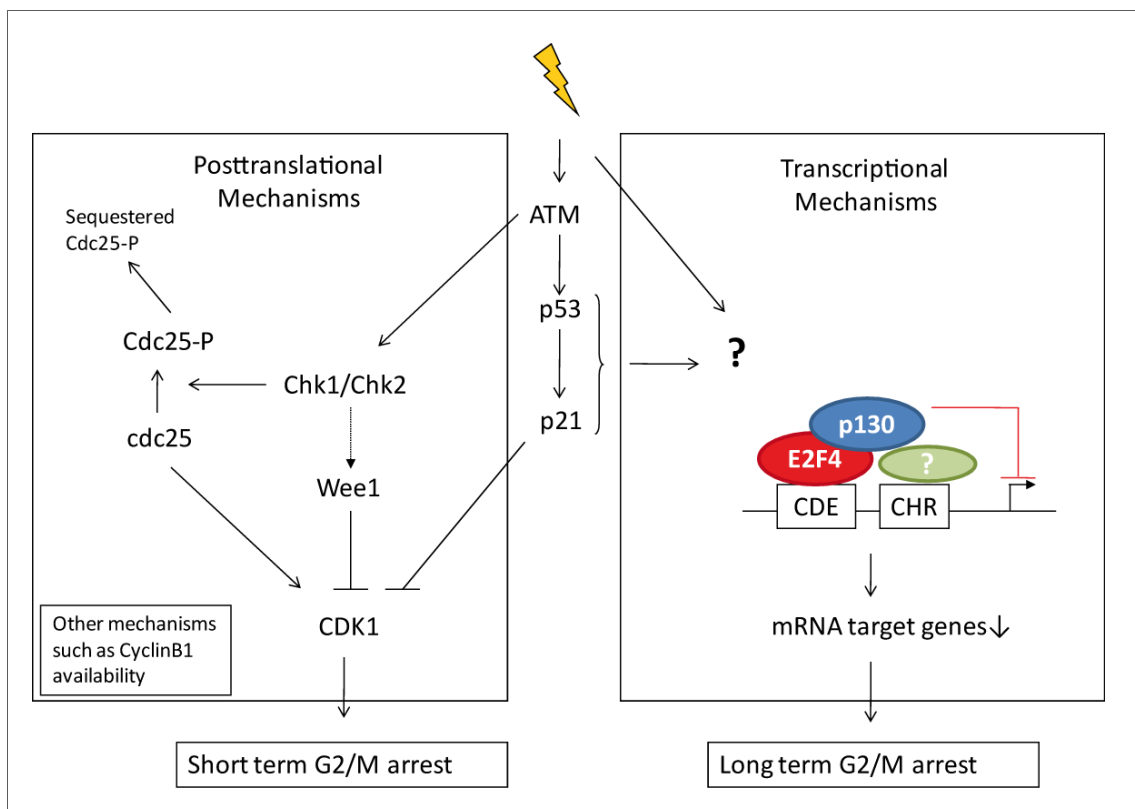 Posttranslational
Mechanisms
Sequestered
Cdc25-P
Cdc25-P
cdc25
Chk1/Chk2
Wee1
CDK1
Other mechanisms
such as CyclinB1
availability
Short term G2/M arrest
ATM
p53
p21
Transcriptional
Mechanisms
?
p130
E2F4
?
CDE
CHR
mRNA target genes↓
Long term G2/M arrest